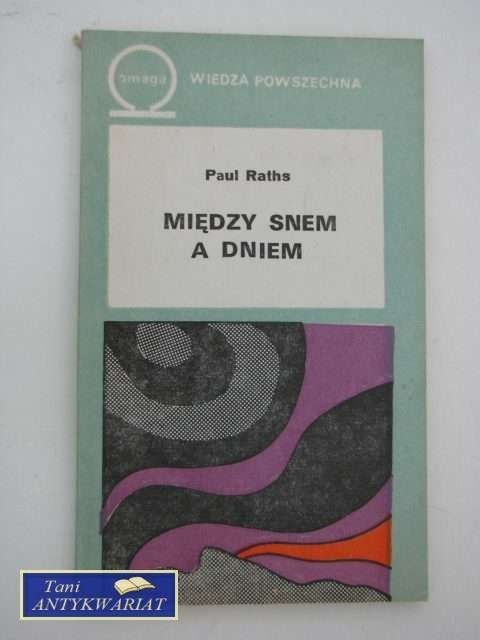 omega
WIEDZA POWSZECHNA
Paul Raths
MIĘDZY SNEM
A DNIEM
Tani
ANTYKWARIAT